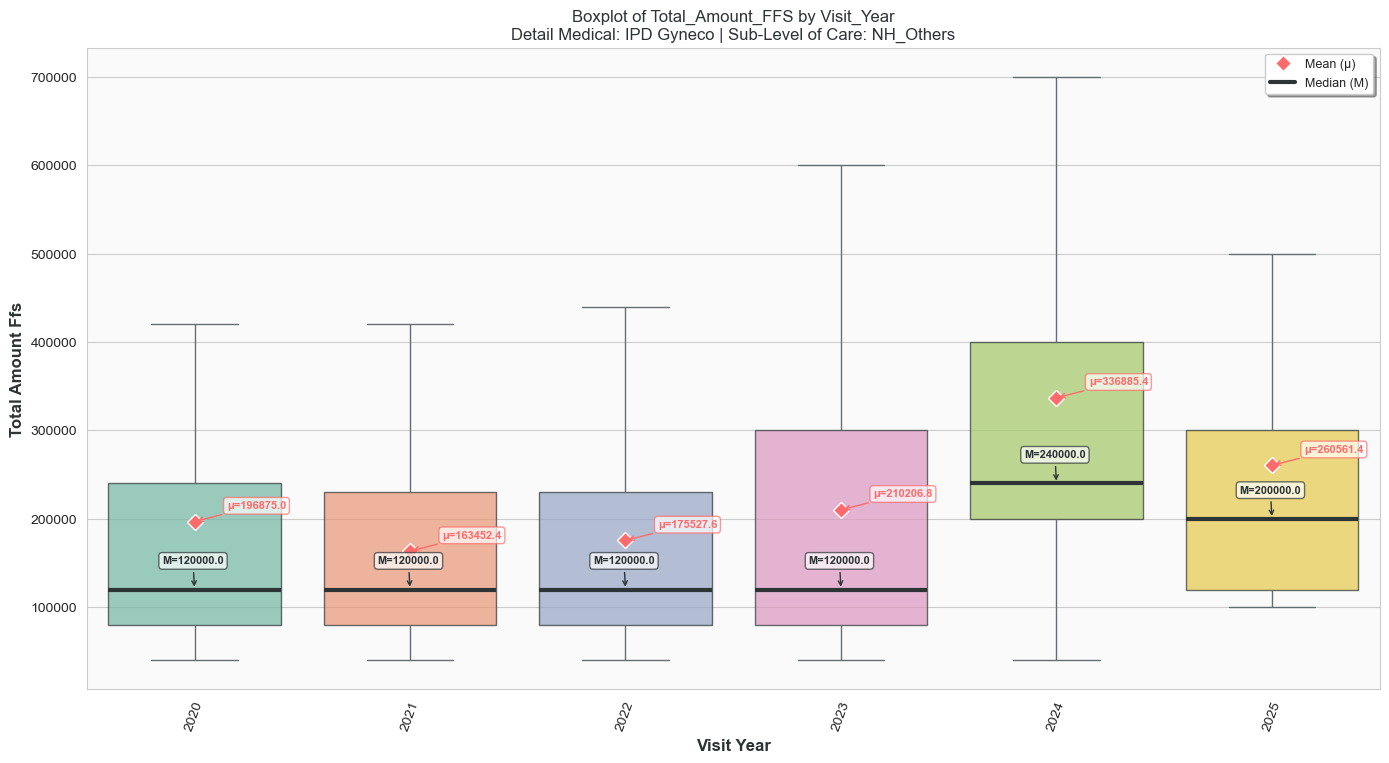 Boxplot of Total_Amount_FFS by Visit_Year
Detail Medical: IPD Gyneco | Sub-Level of Care: NH_Others
Mean (μ)
Median (M)
Total Amount Ffs
700000
600000
500000
400000
300000
200000
100000
μ=196875.0
M=120000.0
μ=163452.4
M=120000.0
μ=175527.6
M=120000.0
μ=210206.8
M=120000.0
μ=336885.4
M=240000.0
μ=260561.4
M=200000.0
2020
2021
2022
2023
2024
2025
Visit Year